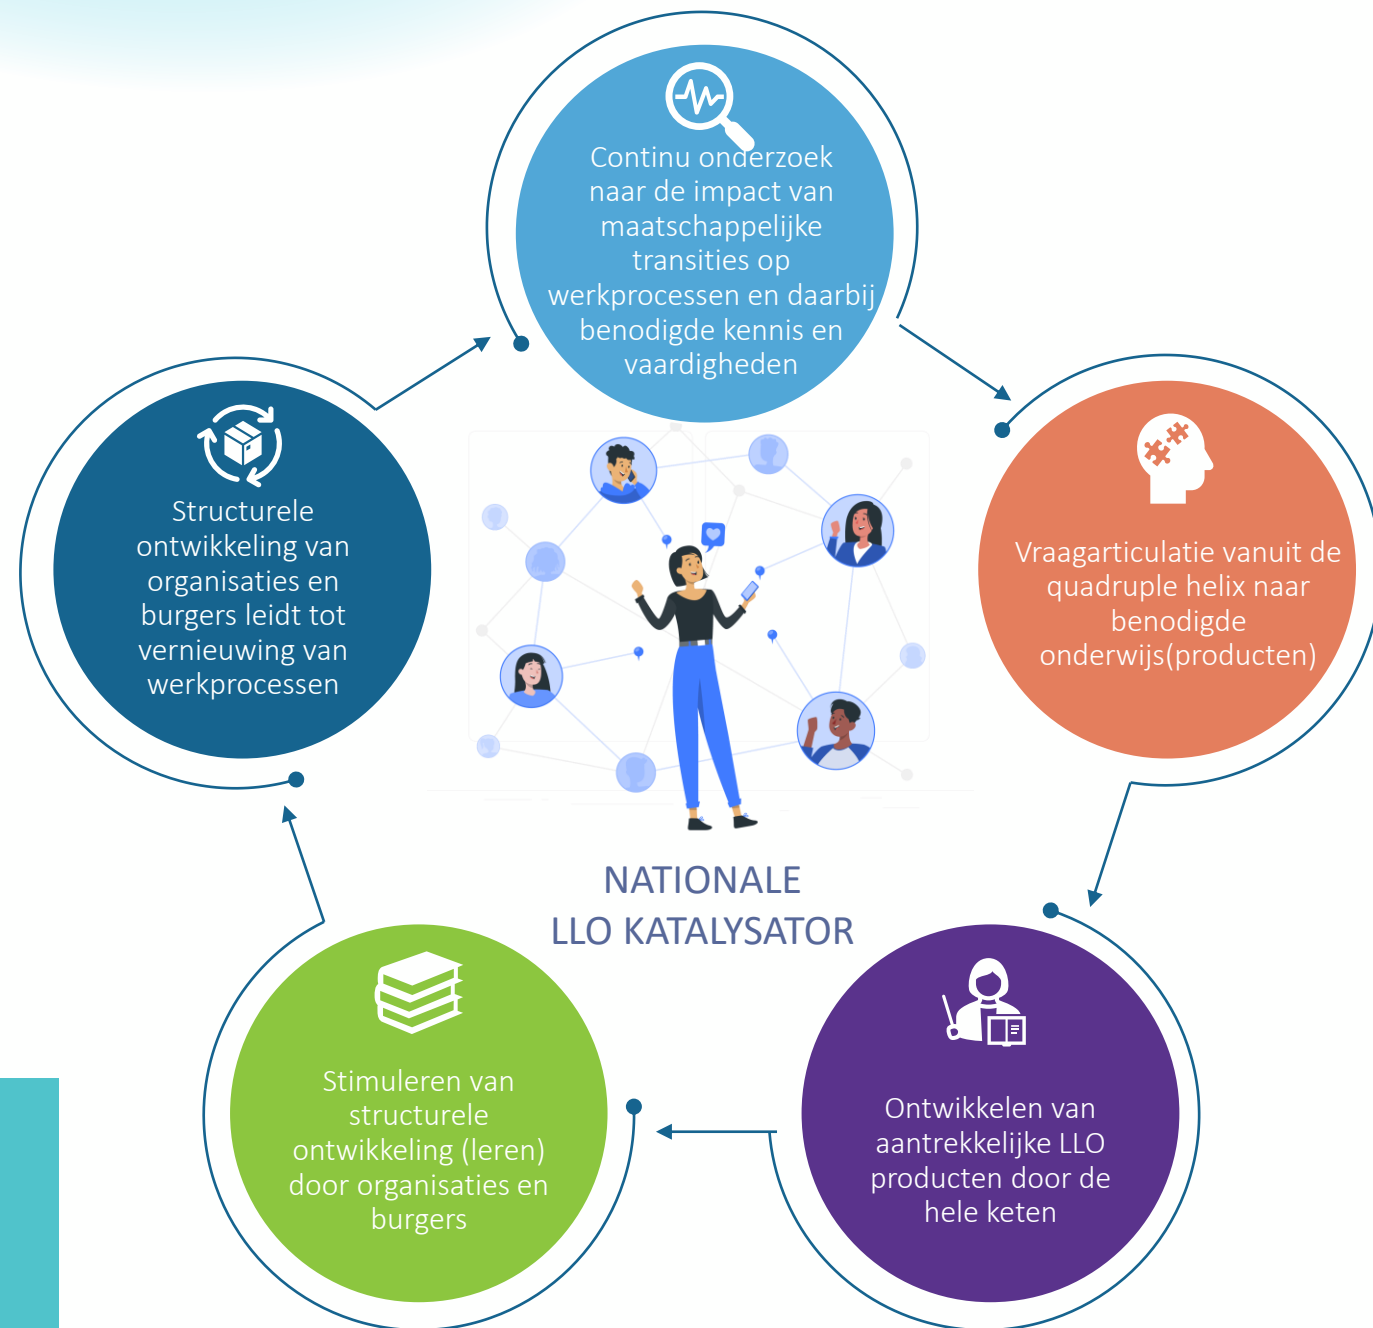 Continu onderzoek
naar de impact van
maatschappelijke
transities op
werkprocessen en daarbij
benodigde kennis en
vaardigheden
Vraagarticulatie vanuit de
quadruple helix naar
benodigde
onderwijs(producten)
Ontwikkelen van
aantrekkelijke LLO
producten door de
hele keten
Stimuleren van
structurele
ontwikkeling (leren)
door organisaties en
burgers
Structurele
ontwikkeling van
organisaties en
burgers leidt tot
vernieuwing van
werkprocessen
NATIONALE
LLO KATALYSATOR